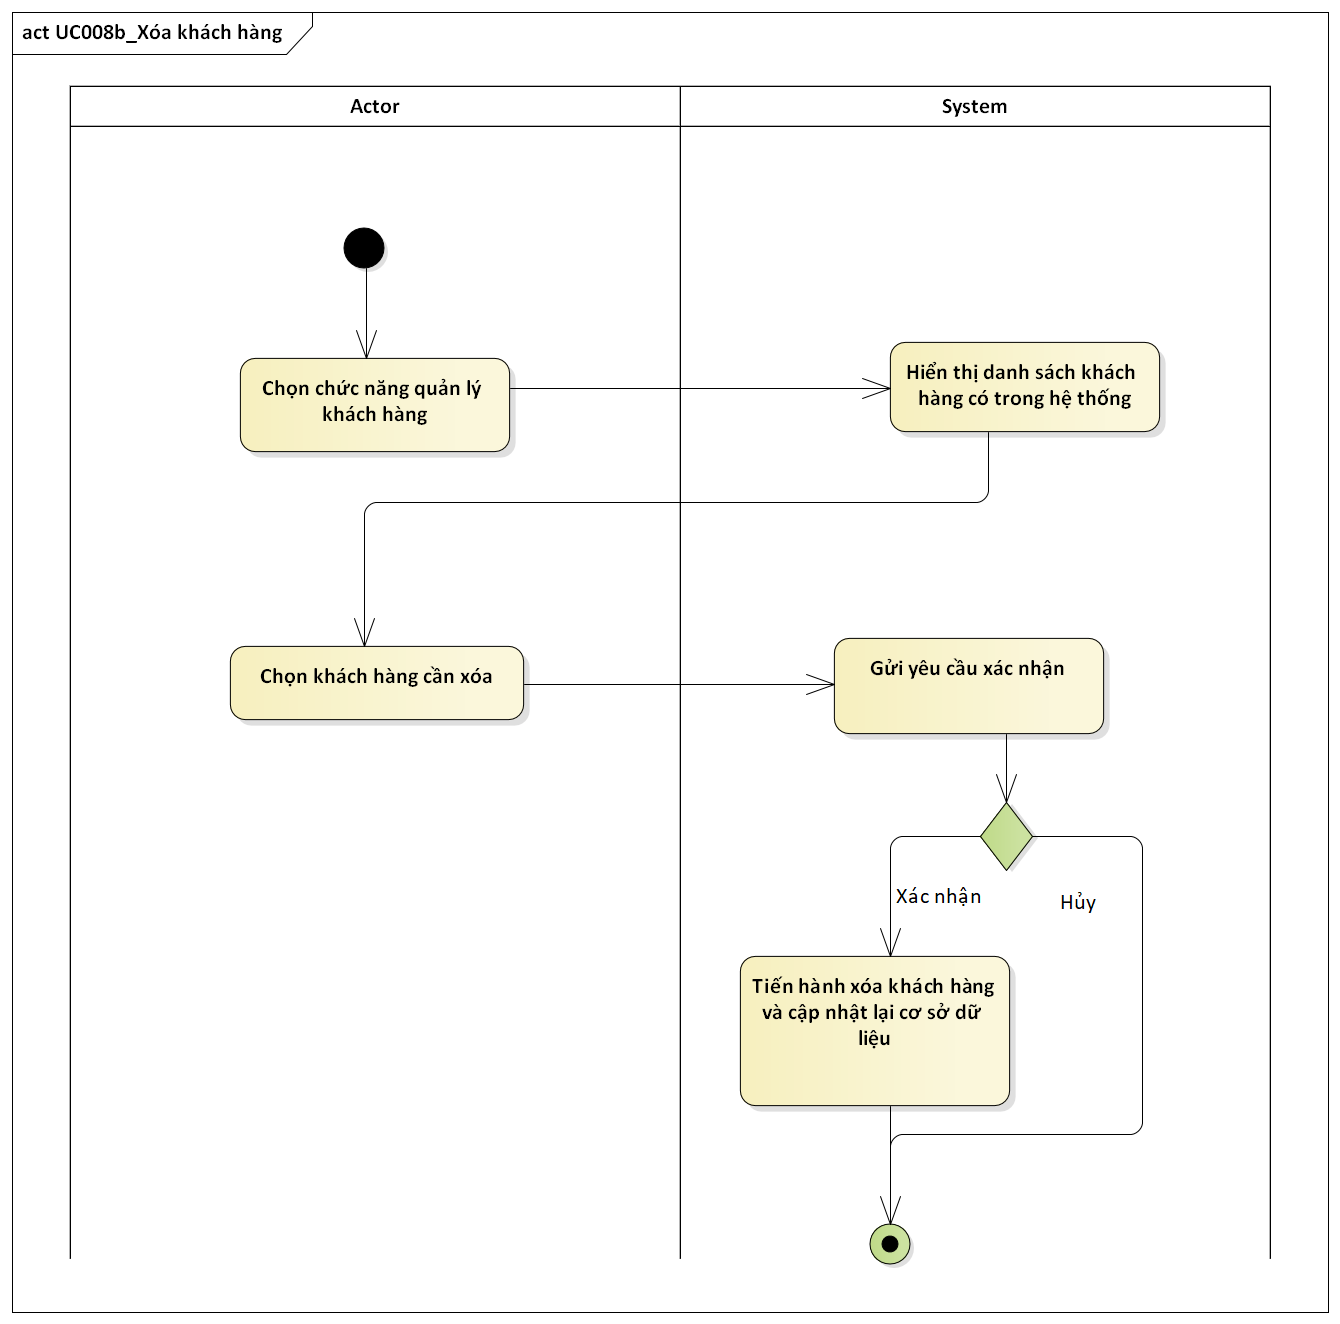 act UC008b_Xóa khách hàng
Actor
System
Chọn chức năng quản lý
khách hàng
Hiển thị danh sách khách
hàng có trong hệ thống
Chọn khách hàng cần xóa
Gửi yêu cầu xác nhận
Xác nhận
Hủy
Tiến hành xóa khách hàng
và cập nhật lại cơ sở dữ
liệu